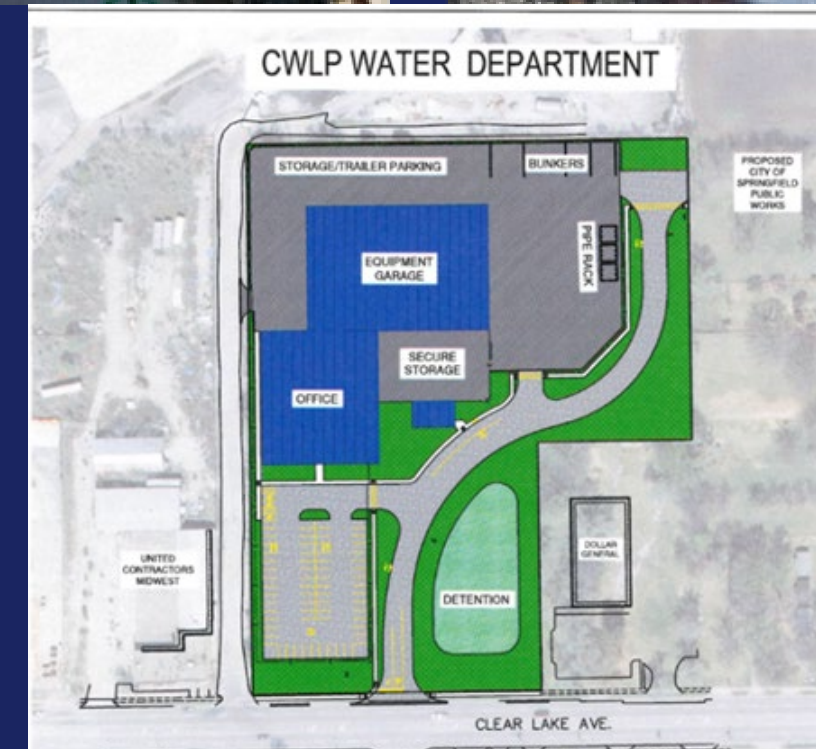 CWLP WATER DEPARTMENT
STORAGE/TRAILER PARKING
BUNKERS
PROPOSED
CITY OF
SPRINGFIELD
PUBLIC
WORKS
PIPE RACK
EQUIPMENT
GARAGE
SECURE
STORAGE
OFFICE
UNITED
CONTRACTORS
MIDWEST
DOLLAR
GENERAL
DETENTION
CLEAR LAKE AVE.